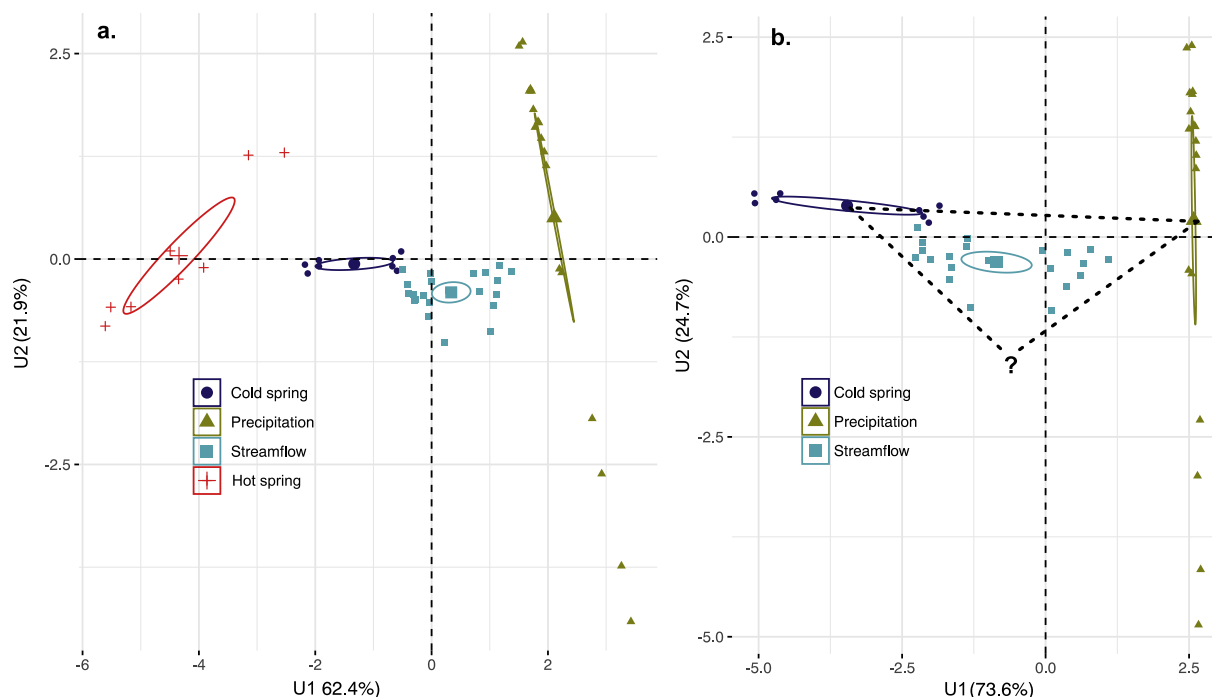 a.
2.5
0.0
-2.5
U2 (21.9%)
Cold spring
Precipitation
Streamflow
Hot spring
-6
-4
-2
0
2
U1 62.4%)
b.
2.5
0.0
-2.5
-5.0
U2 (24.7%)
?
Cold spring
Precipitation
Streamflow
-5.0
-2.5
0.0
2.5
U1(73.6%)